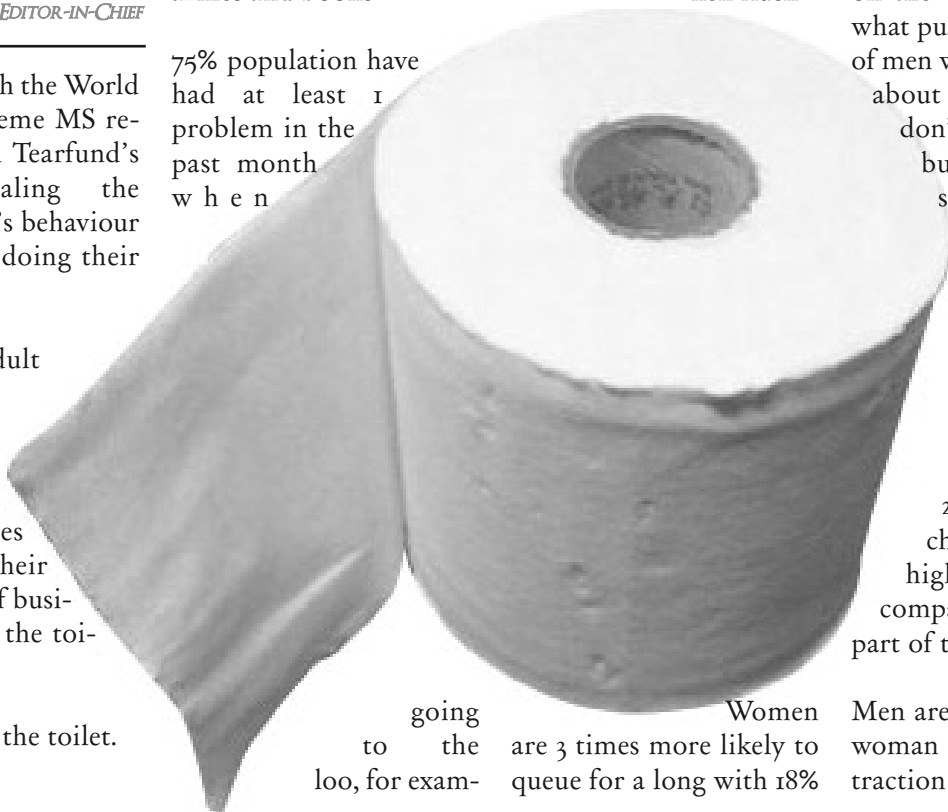 EDITOR-IN-CHIEF
h the World
eme MS re-
Tearfund's
aling the
's behaviour
doing their
dult
es
heir
f busi-
the toi-
the toilet.
75% population have
had at least 1
problem in the
past month
when
going
to the
loo, for exam-
Women
are 3 times more likely to
queue for a long with 18%
what pu
of men w
about
don'
bu
s
2
ch
high
comp
part of t
Men are
woman
traction